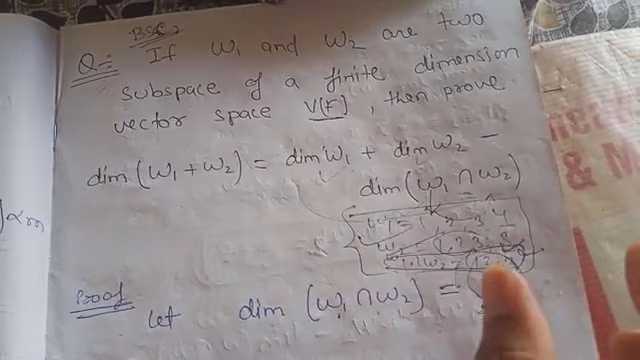 BSC2
Q:- If W1 and W2 are two
subspace of a finite dimension
vector space V(F), then prove
dim (W1 + W2) = dim W1 + dim W2 -
dim (W1 ∩ W2)
Proof
Let dim (W1 ∩ W2) =
& M